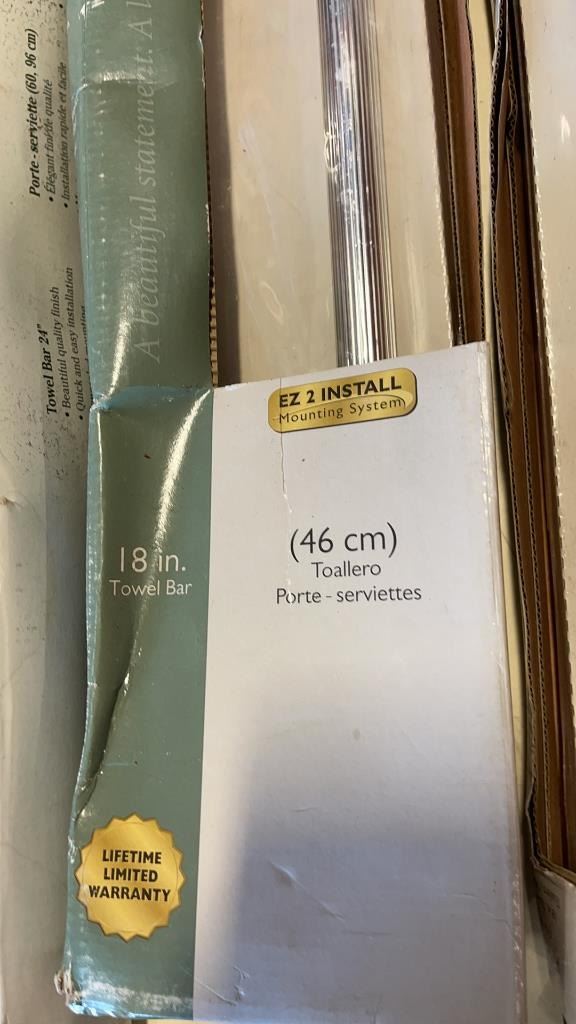 Porte-serviette (60, 96 cm)
• Élégant fini de qualité
• Installation rapide et facile
Towel Bar 24"
• Beautiful quality finish
• Quick and easy installation
A beautiful statement. A
EZ 2 INSTALL
Mounting System
18 in.
Towel Bar
(46 cm)
Toallero
Porte - serviettes
LIFETIME
LIMITED
WARRANTY